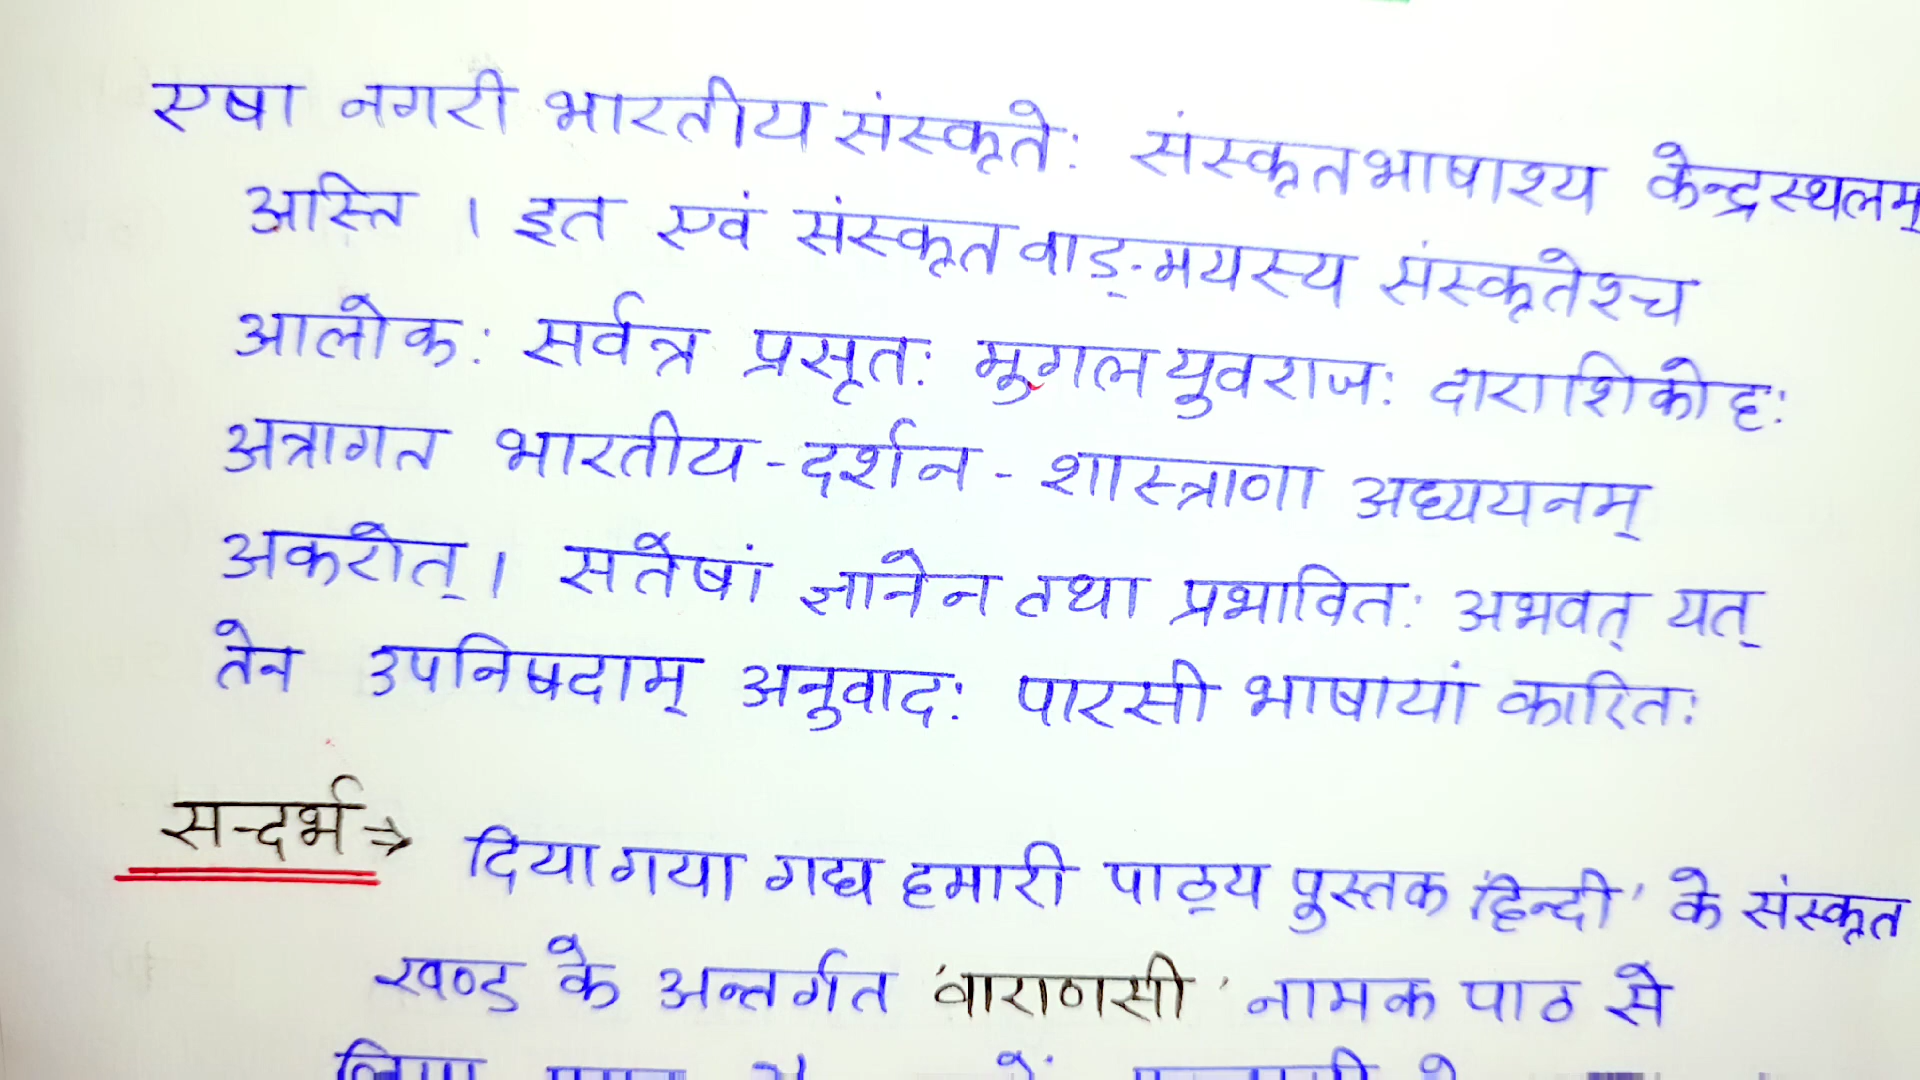 एषा नगरी भारतीय संस्कृते: संस्कृतभाषाश्य केन्द्रस्थलम्
अस्ति । इत एवं संस्कृत वाड्.मयस्य संस्कृतेश्च
आलोक: सर्वत्र प्रसृत: मुगल युवराज: दाराशिकोह:
अत्रागत भारतीय - दर्शन - शास्त्राणा अध्ययनम्
अकरोत् । सतेषां ज्ञानेन तथा प्रभावित: अभवत् यत्
तेन उपनिषदाम् अनुवाद: पारसी भाषायां कारित:
सन्दर्भ ⇒ दिया गया गद्य हमारी पाठ्य पुस्तक 'हिन्दी' के संस्कृत
खण्ड के अन्तर्गत 'वाराणसी' नामक पाठ से